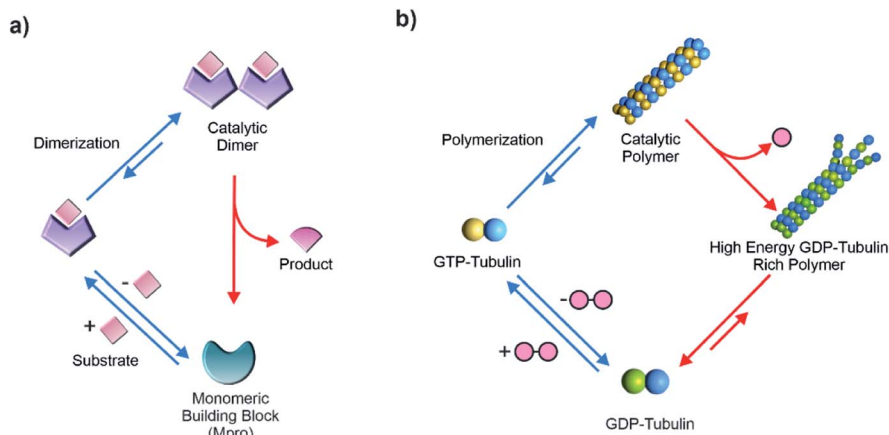 a)
Dimerization
Catalytic
Dimer
Product
-
+
Substrate
Monomeric
Building Block
(Mpro)
b)
Polymerization
Catalytic
Polymer
GTP-Tubulin
High Energy GDP-Tubulin
Rich Polymer
-
+
GDP-Tubulin